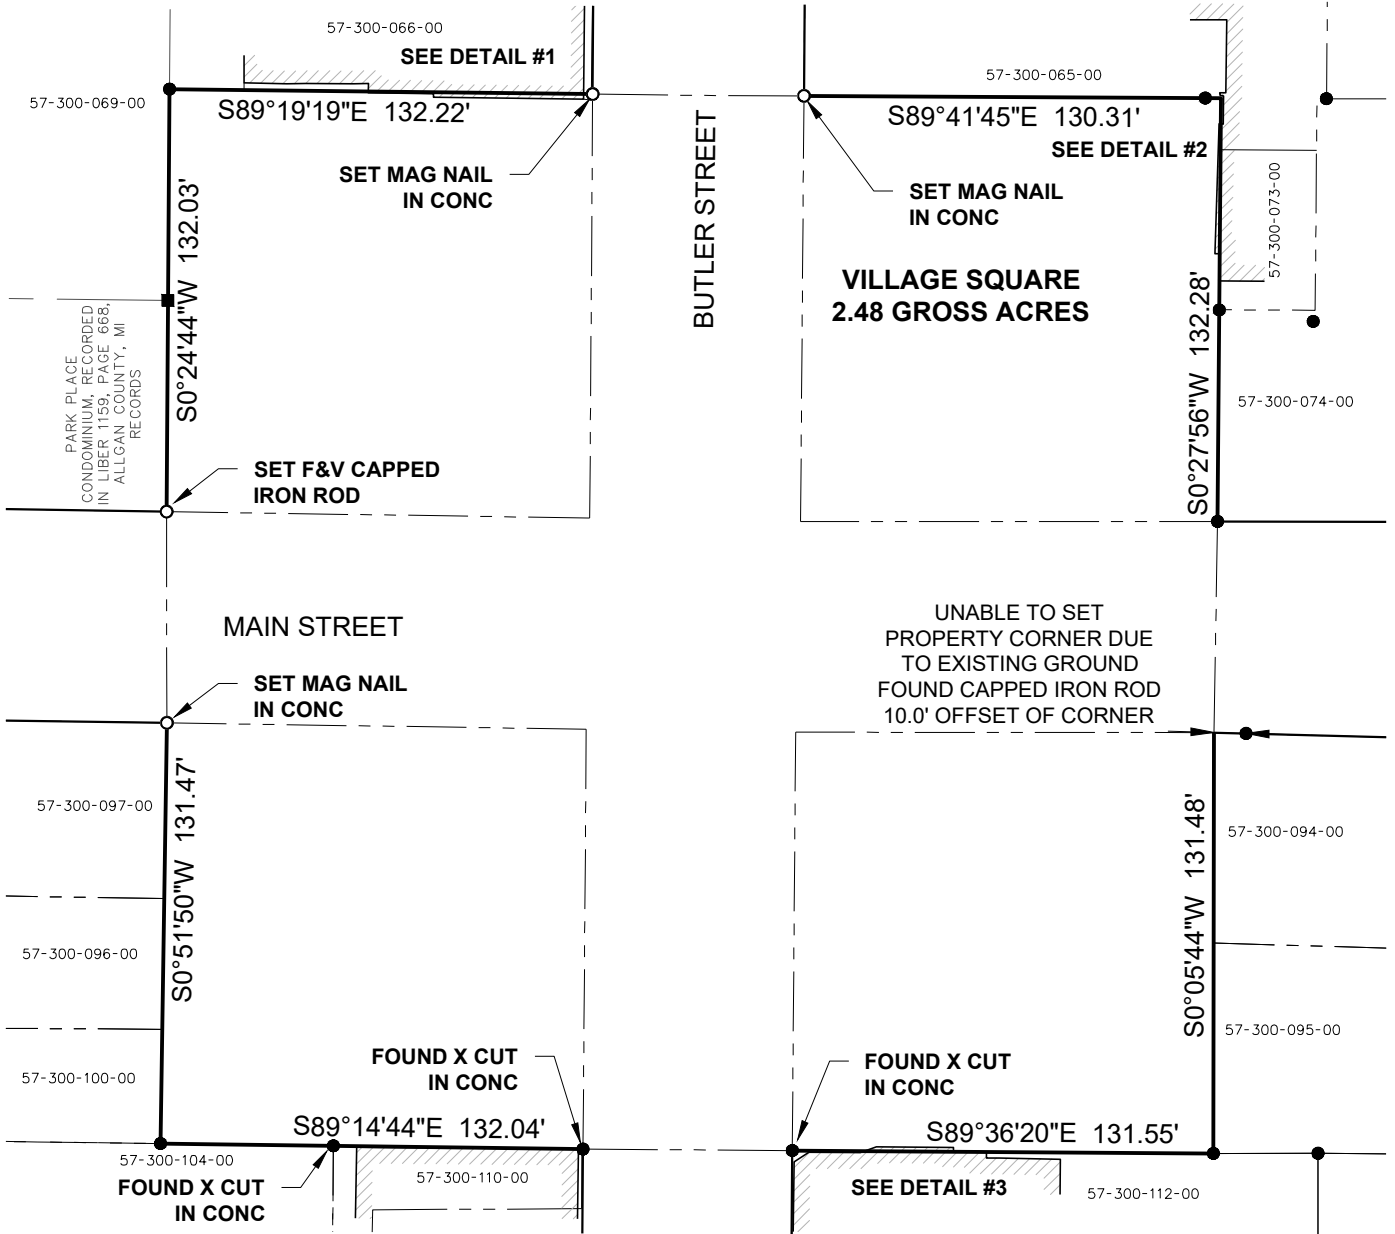 57-300-066-00
SEE DETAIL #1
57-300-065-00
57-300-069-00
S89°19'19"E 132.22'
S89°41'45"E 130.31'
SEE DETAIL #2
SET MAG NAIL
IN CONC
SET MAG NAIL
IN CONC
BUTLER STREET
57-300-073-00
S0°24'44"W 132.03'
VILLAGE SQUARE
2.48 GROSS ACRES
S0°27'56"W 132.28'
PARK PLACE
CONDOMINIUM, RECORDED
IN LIBER 1159, PAGE 668,
ALLGAN COUNTY, MI
RECORDS
57-300-074-00
SET F&V CAPPED
IRON ROD
MAIN STREET
UNABLE TO SET
PROPERTY CORNER DUE
TO EXISTING GROUND
FOUND CAPPED IRON ROD
10.0' OFFSET OF CORNER
SET MAG NAIL
IN CONC
57-300-097-00
S0°51'50"W 131.47'
S0°05'44"W 131.48'
57-300-094-00
57-300-096-00
57-300-095-00
57-300-100-00
FOUND X CUT
IN CONC
FOUND X CUT
IN CONC
S89°14'44"E 132.04'
S89°36'20"E 131.55'
57-300-104-00
57-300-110-00
FOUND X CUT
IN CONC
SEE DETAIL #3
57-300-112-00